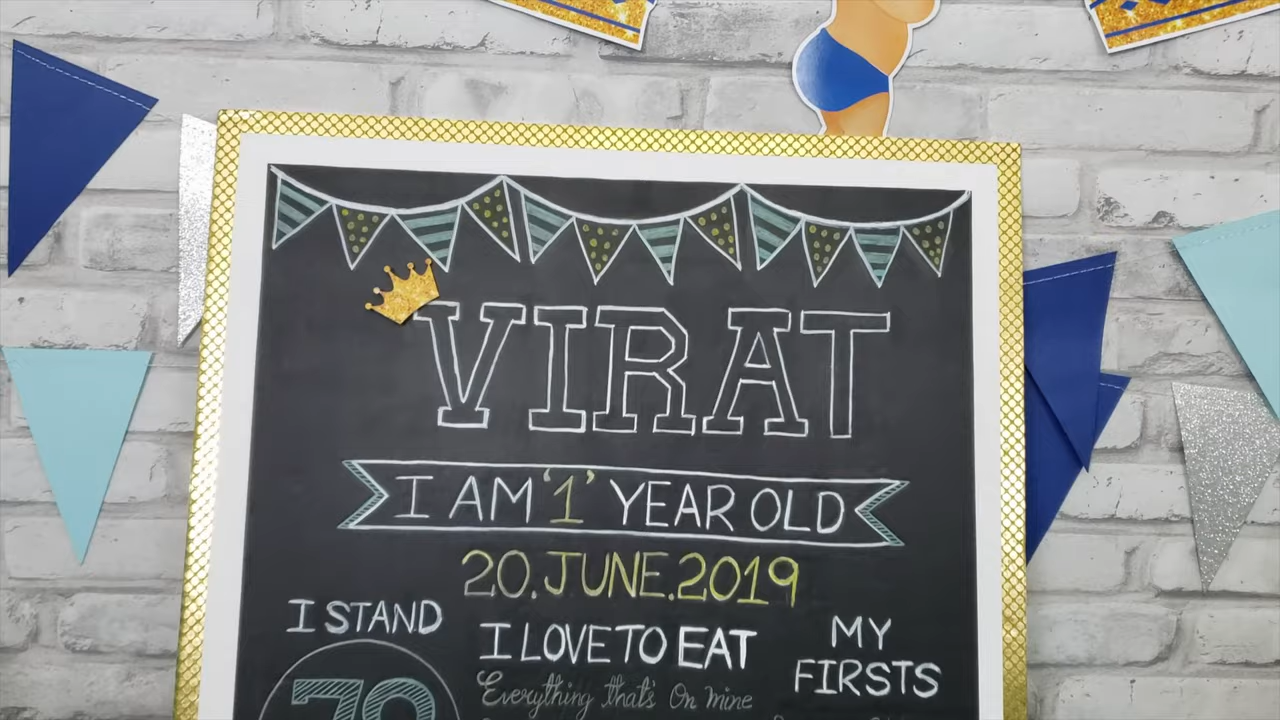 VIRAT
I AM '1' YEAR OLD
20.JUNE.2019
I STAND
I LOVE TO EAT
MY
FIRSTS
Everything that's On mine